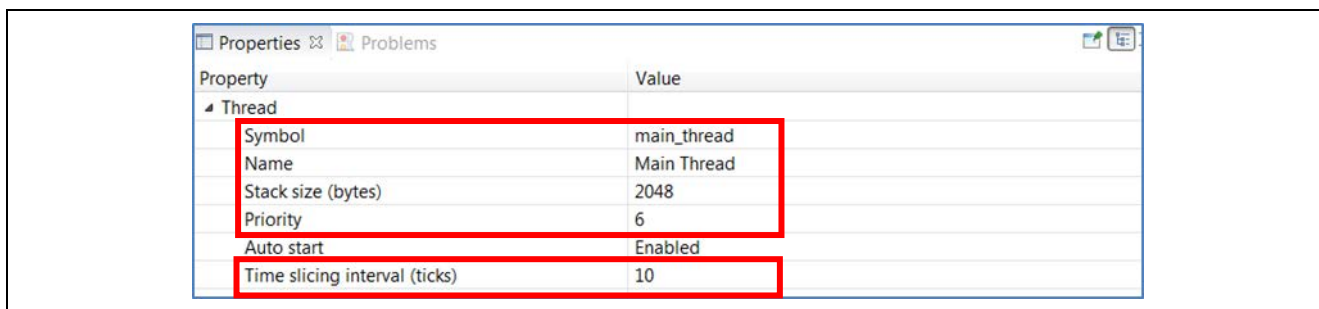 Properties Problems
Property Value
Thread
Symbol main_thread
Name Main Thread
Stack size (bytes) 2048
Priority 6
Auto start Enabled
Time slicing interval (ticks) 10